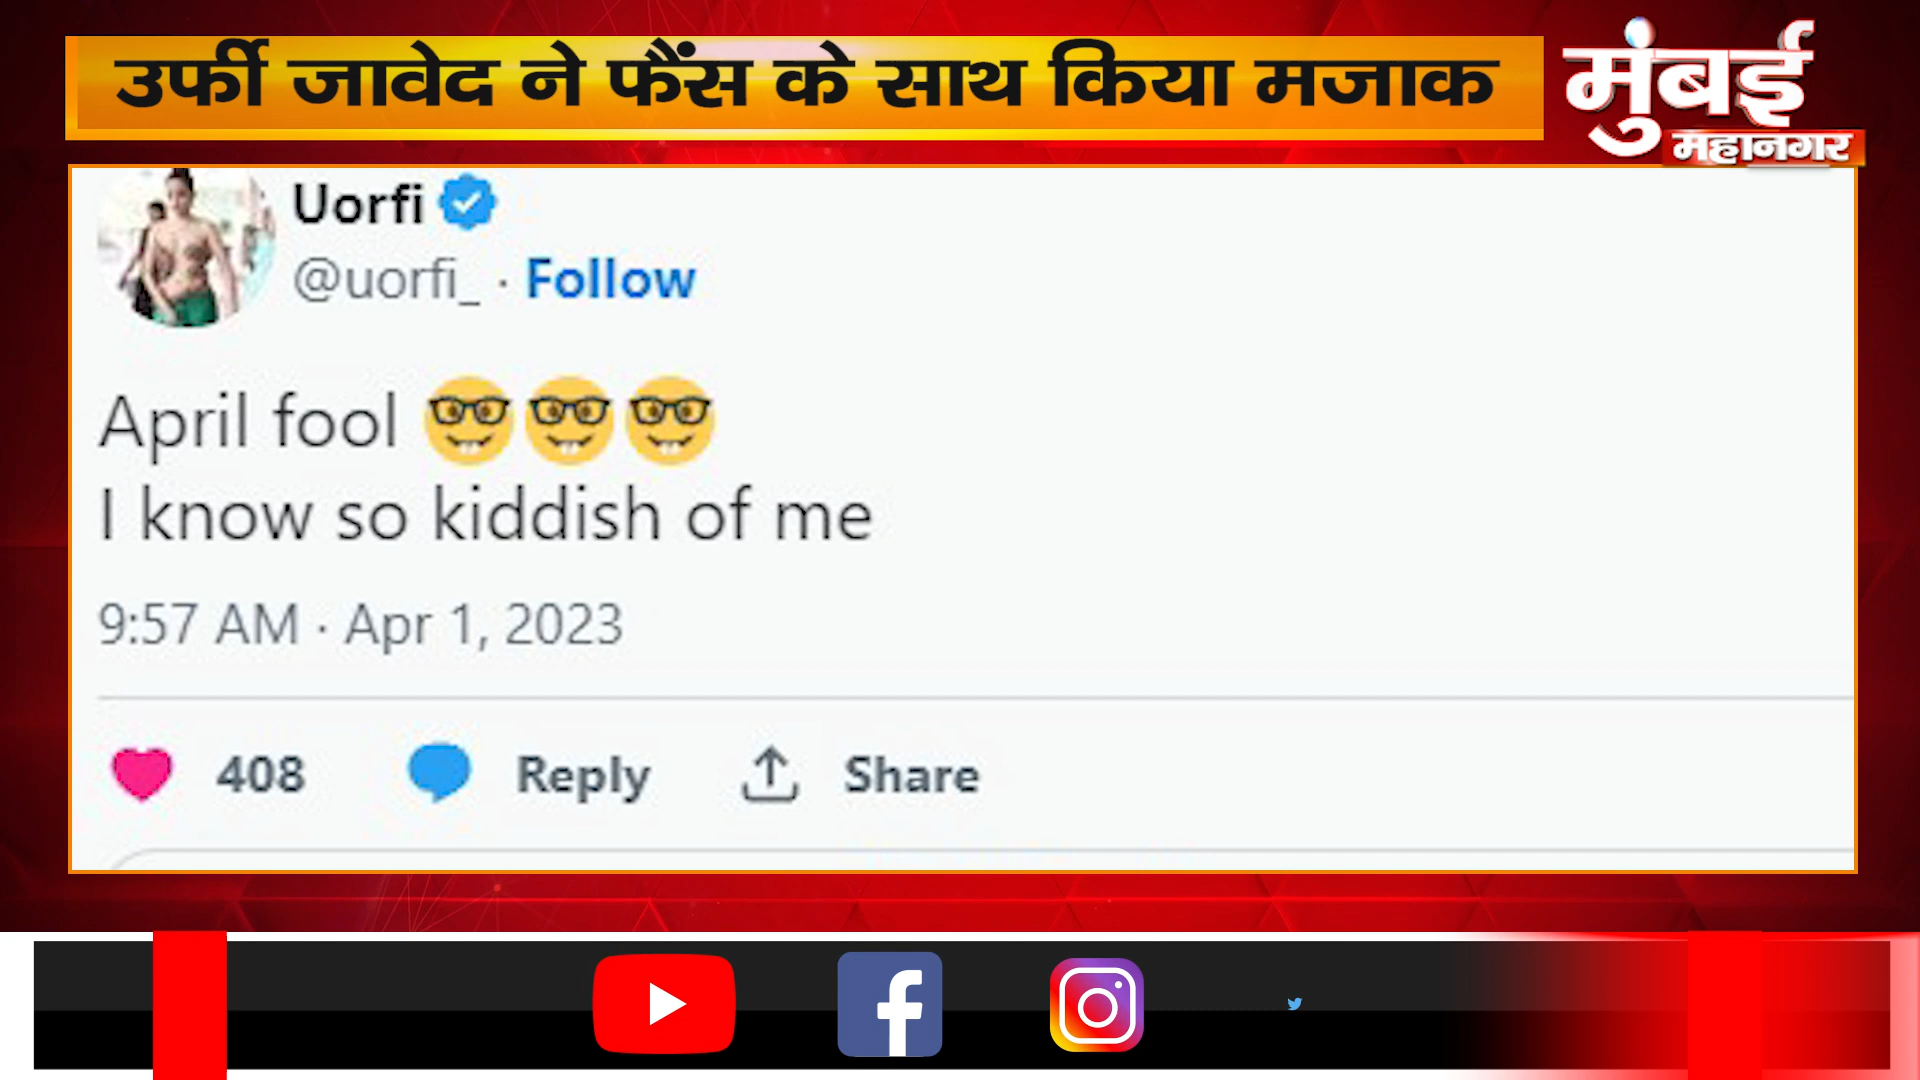 उर्फी जावेद ने फैंस के साथ किया मजाक
मुंबई
महानगर
Uorfi
@uorfi_ · Follow
April fool 🤓🤓🤓
I know so kiddish of me
9:57 AM · Apr 1, 2023
408 Reply Share